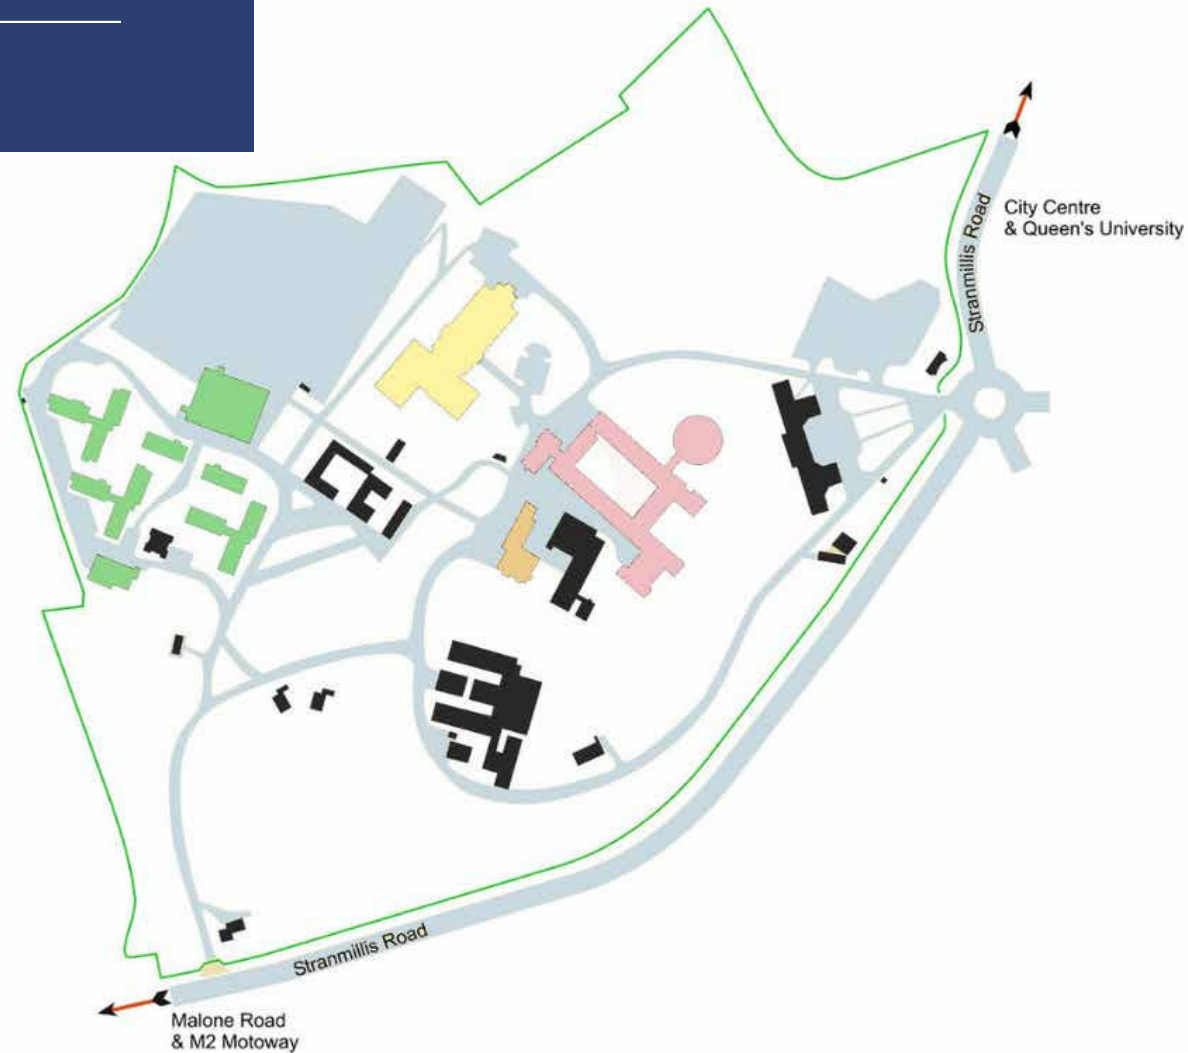 City Centre
& Queen's University
Stranmillis Road
Stranmillis Road
Malone Road
& M2 Motoway